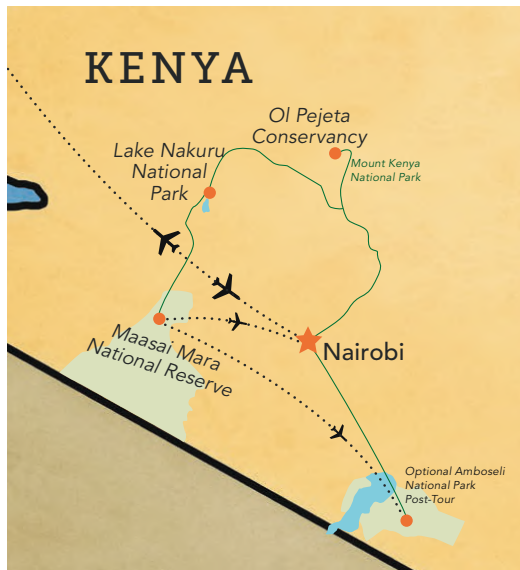 KENYA
Ol Pejeta
Conservancy
Lake Nakuru
National
Park
Mount Kenya
National Park
Maasai Mara
National Reserve
Nairobi
Optional Amboseli
National Park
Post-Tour